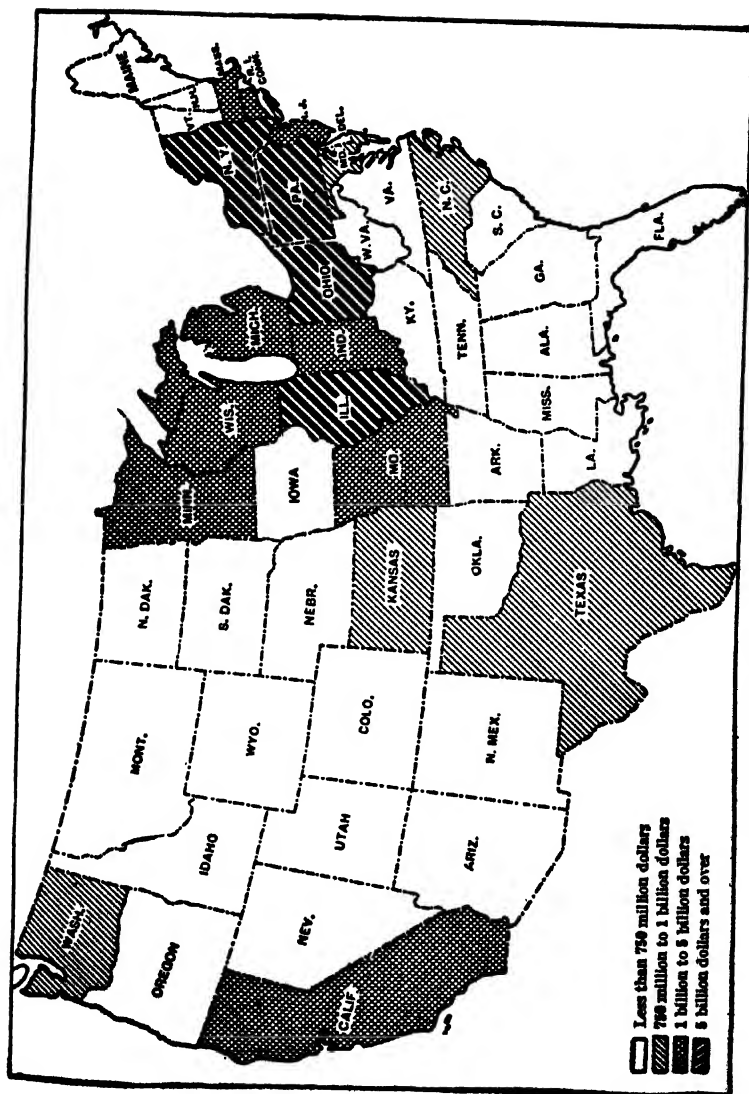 WASH.
OREGON
CALIF.
NEV.
IDAHO
MONT.
WYO.
UTAH
ARIZ.
COLO.
N. MEX.
N. DAK.
S. DAK.
NEBR.
KANSAS
OKLA.
TEXAS
MINN.
IOWA
MO.
ARK.
LA.
WIS.
ILL.
MICH.
IND.
OHIO
KY.
TENN.
MISS.
ALA.
GA.
FLA.
S. C.
N. C.
VA.
W. VA.
PA.
N. Y.
VT.
N.H.
MAINE
MASS.
R. I.
CONN.
N. J.
DEL.
MD.
Less than 750 million dollars
750 million to 1 billion dollars
1 billion to 5 billion dollars
5 billion dollars and over